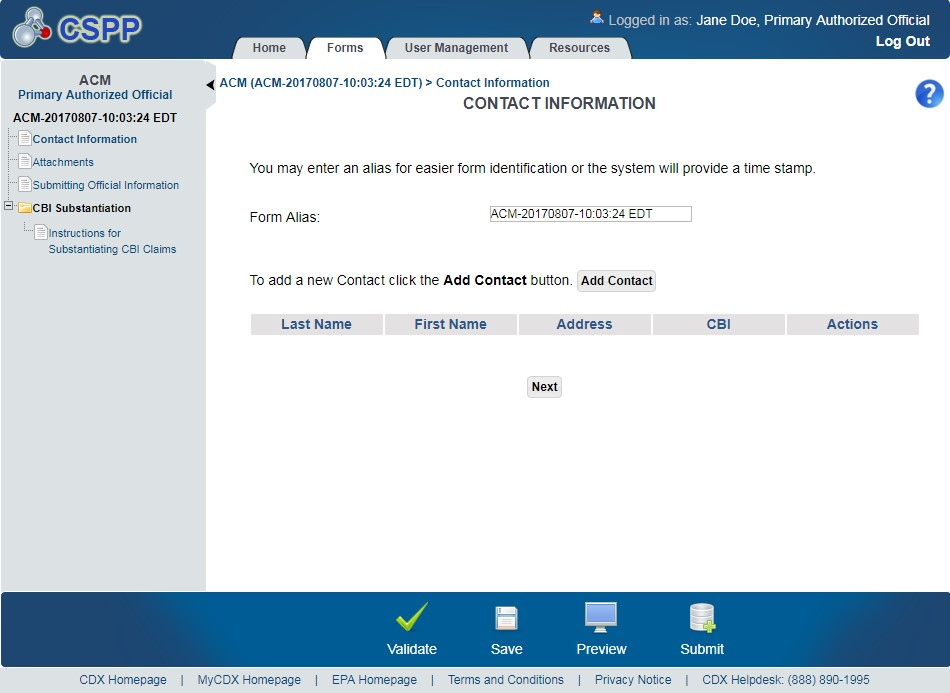 CSPP
Logged in as: Jane Doe, Primary Authorized Official
Log Out
Home
Forms
User Management
Resources
ACM
Primary Authorized Official
ACM-20170807-10:03:24 EDT
Contact Information
Attachments
Submitting Official Information
CBI Substantiation
Instructions for
Substantiating CBI Claims
ACM (ACM-20170807-10:03:24 EDT) > Contact Information
CONTACT INFORMATION
?
You may enter an alias for easier form identification or the system will provide a time stamp.
Form Alias: ACM-20170807-10:03:24 EDT
To add a new Contact click the Add Contact button. Add Contact
Last Name First Name Address CBI Actions
Next
Validate Save Preview Submit
CDX Homepage | MyCDX Homepage | EPA Homepage | Terms and Conditions | Privacy Notice | CDX Helpdesk: (888) 890-1995